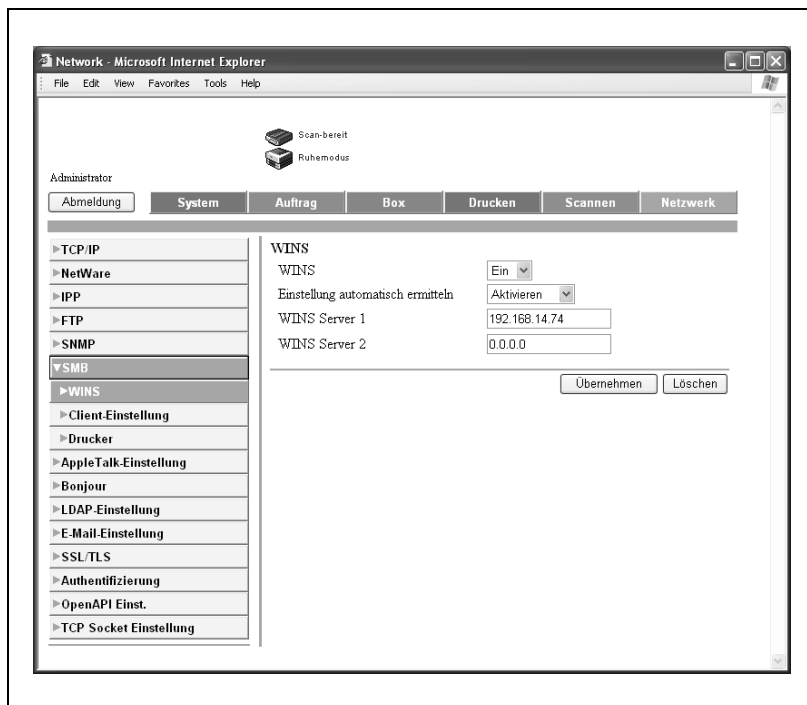 Network - Microsoft Internet Explorer
File Edit View Favorites Tools Help
Scan-bereit
Ruhemodus
Administrator
Abmeldung System Auftrag Box Drucken Scannen Netzwerk
TCP/IP
NetWare
IPP
FTP
SNMP
SMB
WINS
Client-Einstellung
Drucker
AppleTalk-Einstellung
Bonjour
LDAP-Einstellung
E-Mail-Einstellung
SSL/TLS
Authentifizierung
OpenAPI Einst.
TCP Socket Einstellung
WINS
WINS Ein
Einstellung automatisch ermitteln Aktivieren
WINS Server 1 192.168.14.74
WINS Server 2 0.0.0.0
Übernehmen Löschen